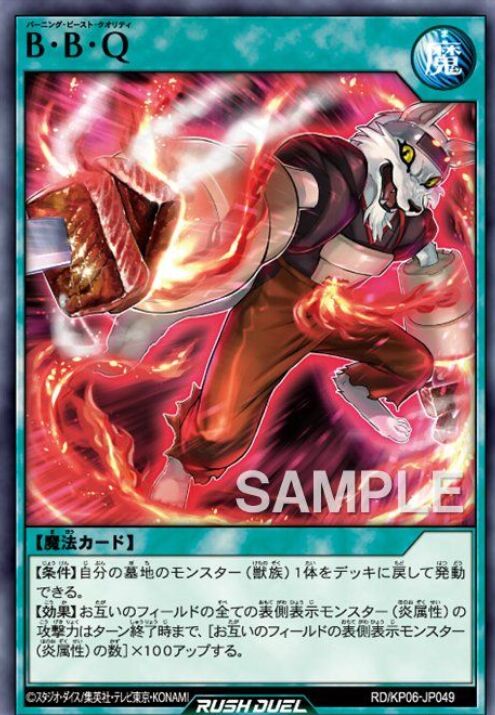 バーニング・ビースト・クオリティ
B・B・Q
ま
魔
SAMPLE
ま ほう
【魔法カード】
【条件】自分の墓地のモンスター(獣族)1体をデッキに戻して発動
できる。
【効果】お互いのフィールドの全ての表側表示モンスター(炎属性)の
攻撃力はターン終了時まで、[お互いのフィールドの表側表示モンスター
(炎属性)の数]×100アップする。
©スタジオ・ダイス/集英社・テレビ東京・KONAMI
RUSH DUEL
RD/KP06-JP049